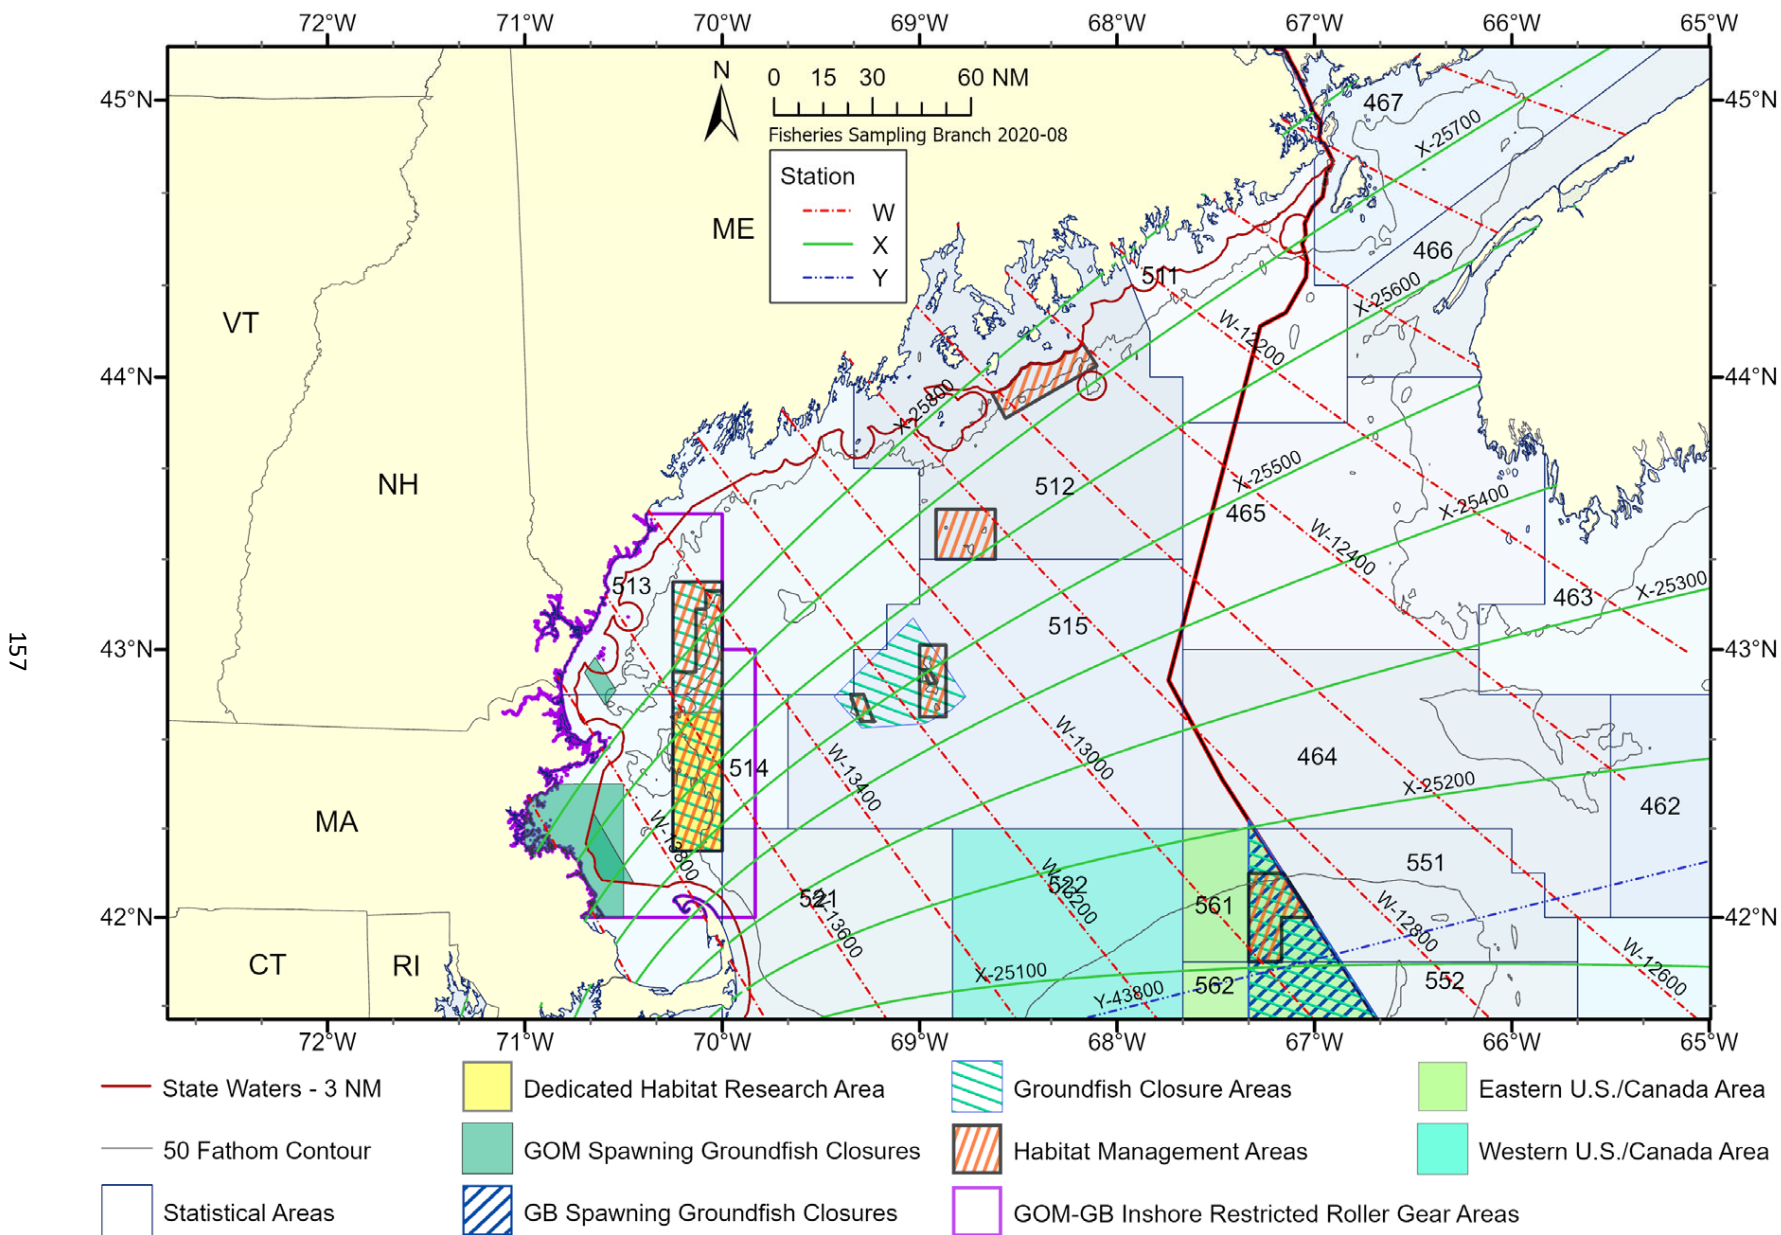 72°W 71°W 70°W 69°W 68°W 67°W 66°W 65°W
N 0 15 30 60 NM
Fisheries Sampling Branch 2020-08
45°N 45°N
467
X-25700
Station
W
X
Y
ME
466
511
X-25600
VT
W-12200
44°N 44°N
X-25800
NH
512
X-25500
465
X-25400
W-12400
513
463
X-25300
515
157
43°N 43°N
W-13000
464
514
W-13400
X-25200
462
MA
W-13800
551
522
W-13200
521
561
W-12800
42°N 42°N
W-13600
CT
RI
X-25100
W-12600
552
562
Y-43800
72°W 71°W 70°W 69°W 68°W 67°W 66°W 65°W
State Waters - 3 NM
Dedicated Habitat Research Area
Groundfish Closure Areas
Eastern U.S./Canada Area
50 Fathom Contour
GOM Spawning Groundfish Closures
Habitat Management Areas
Western U.S./Canada Area
Statistical Areas
GB Spawning Groundfish Closures
GOM-GB Inshore Restricted Roller Gear Areas